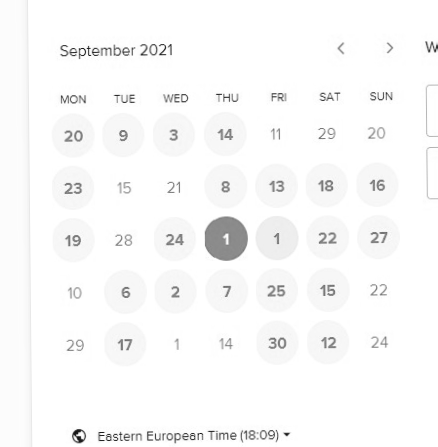 September 2021
W
MON TUE WED THU FRI SAT SUN
20 9 3 14 11 29 20
23 15 21 8 13 18 16
19 28 24 1 1 22 27
10 6 2 7 25 15 22
29 17 1 14 30 12 24
Eastern European Time (18:09)